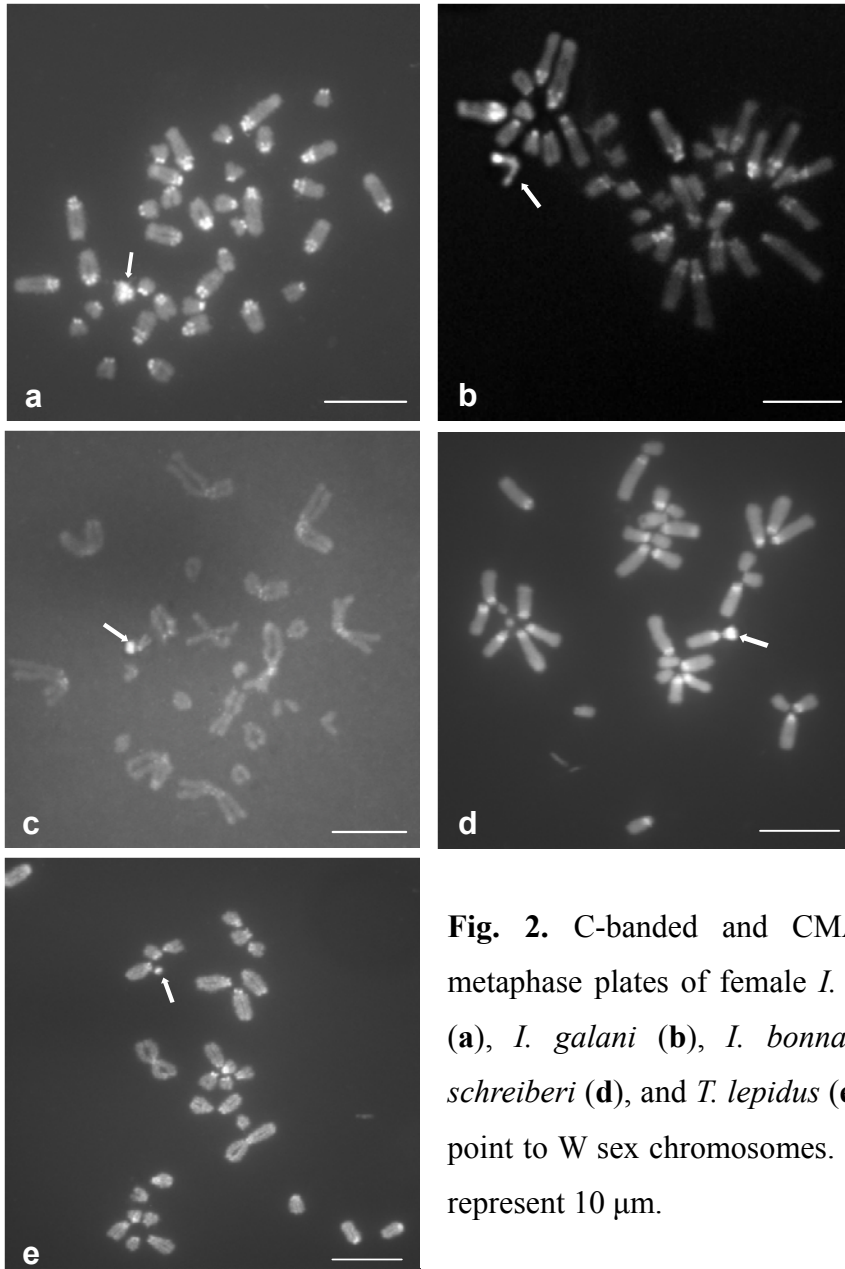 a
b
c
d
e
Fig. 2. C-banded and CMA
metaphase plates of female I.
(a), I. galani (b), I. bonna
schreiberi (d), and T. lepidus (
point to W sex chromosomes.
represent 10 μm.